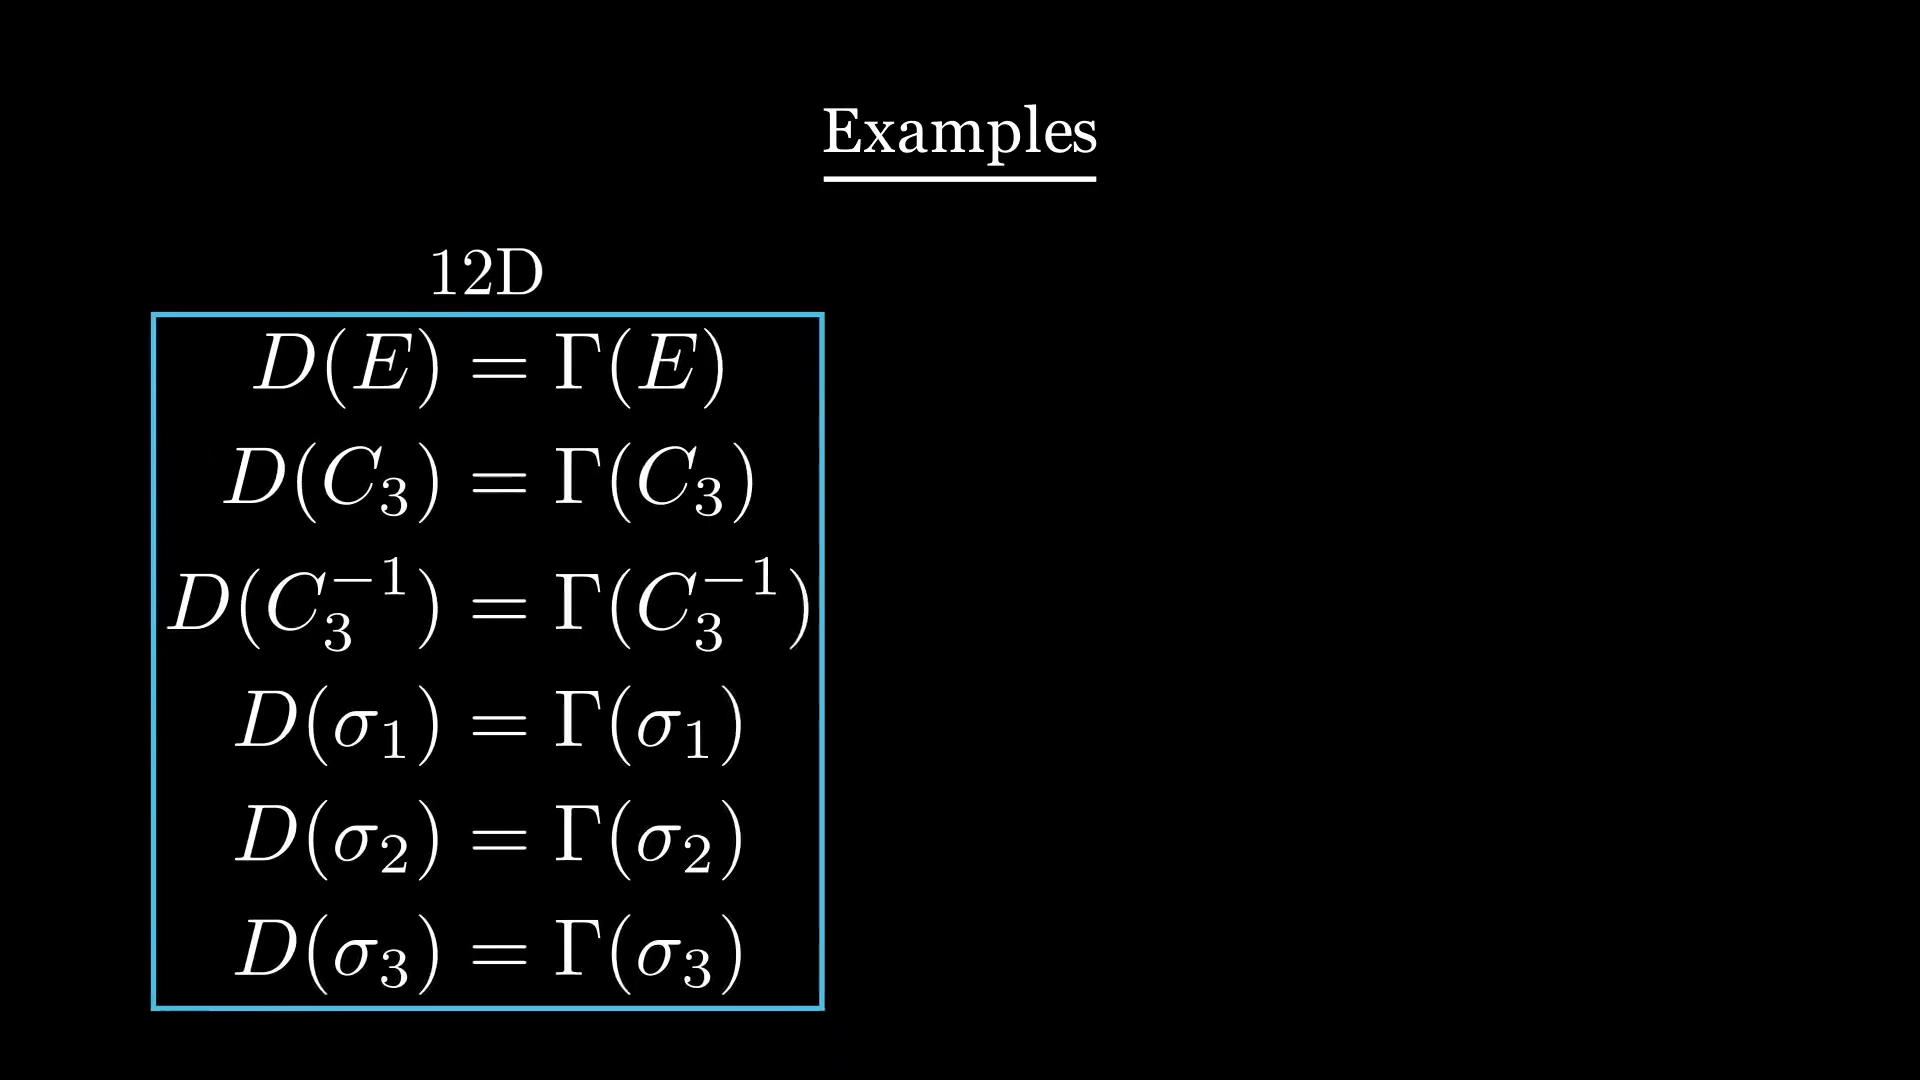 Examples
12D
D(E) = Γ(E)
D(C₃) = Γ(C₃)
D(C₃⁻¹) = Γ(C₃⁻¹)
D(σ₁) = Γ(σ₁)
D(σ₂) = Γ(σ₂)
D(σ₃) = Γ(σ₃)